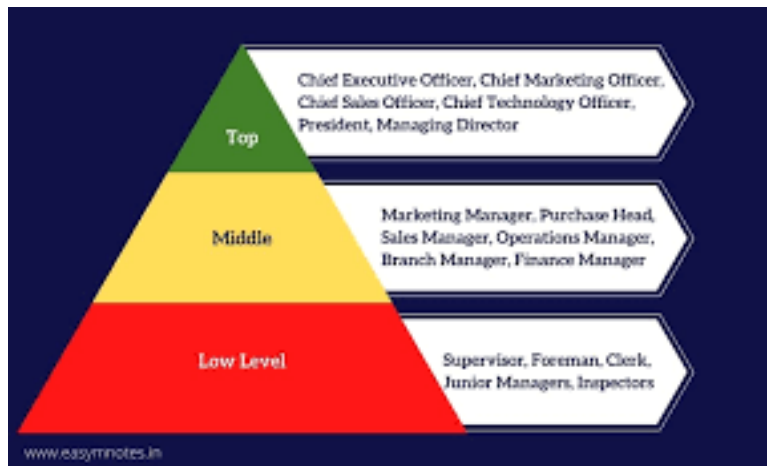 Top
Chief Executive Officer, Chief Marketing Officer,
Chief Sales Officer, Chief Technology Officer,
President, Managing Director
Middle
Marketing Manager, Purchase Head,
Sales Manager, Operations Manager,
Branch Manager, Finance Manager
Low Level
Supervisor, Foreman, Clerk,
Junior Managers, Inspectors
www.easymnotes.in